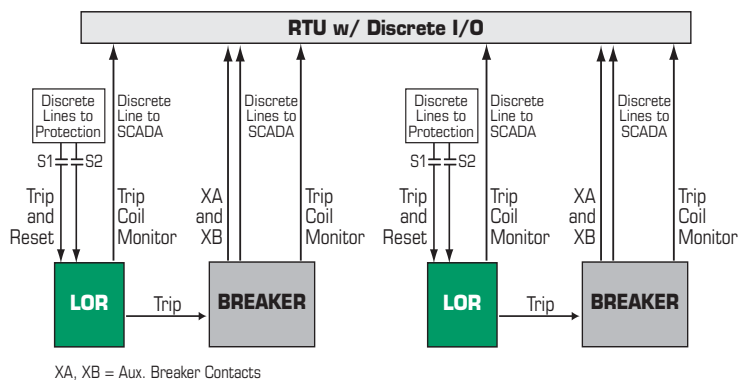 RTU w/ Discrete I/O
Discrete
Lines to
Protection
Discrete
Line to
SCADA
Discrete
Lines to
SCADA
S1
S2
Trip
and
Reset
Trip
Coil
Monitor
XA
and
XB
Trip
Coil
Monitor
LOR
Trip
BREAKER
Discrete
Lines to
Protection
Discrete
Line to
SCADA
Discrete
Lines to
SCADA
S1
S2
Trip
and
Reset
Trip
Coil
Monitor
XA
and
XB
Trip
Coil
Monitor
LOR
Trip
BREAKER
XA, XB = Aux. Breaker Contacts